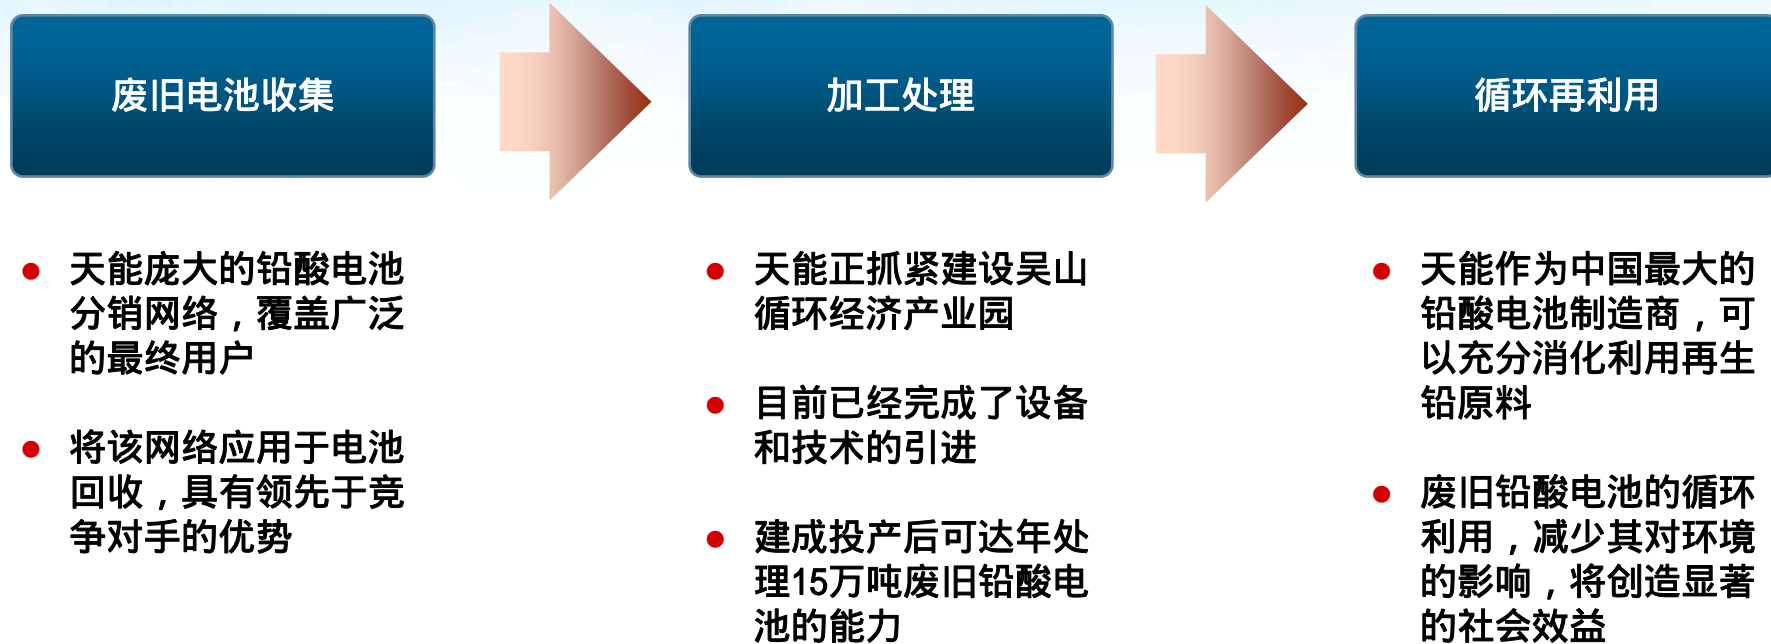 废旧电池收集
加工处理
循环再利用
● 天能庞大的铅酸电池
分销网络，覆盖广泛
的最终用户
● 将该网络应用于电池
回收，具有领先于竞
争对手的优势
● 天能正抓紧建设吴山
循环经济产业园
● 目前已经完成了设备
和技术的引进
● 建成投产后可达年处
理15万吨废旧铅酸电
池的能力
● 天能作为中国最大的
铅酸电池制造商，可
以充分消化利用再生
铅原料
● 废旧铅酸电池的循环
利用，减少其对环境
的影响，将创造显著
的社会效益